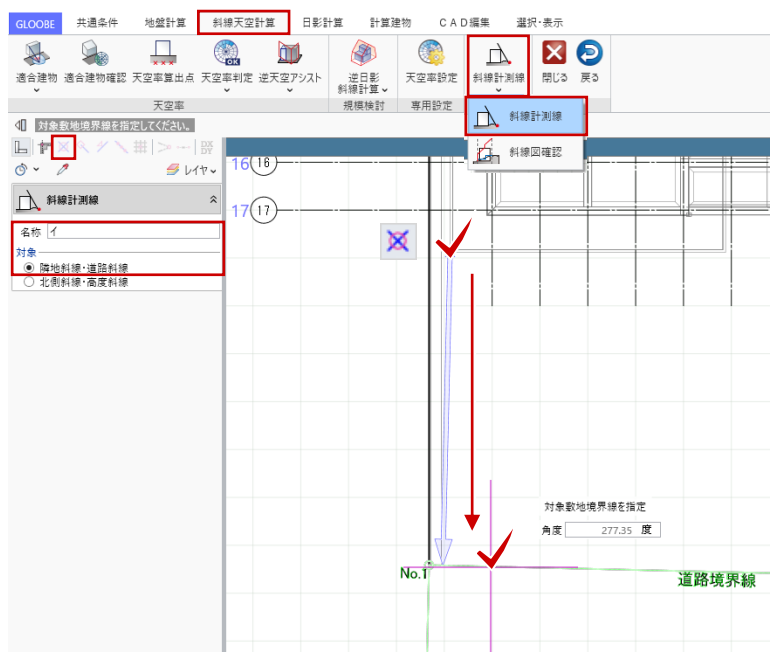 GLOOBE 共通条件 地盤計算 斜線天空計算 日影計算 計算建物 CAD編集 選択・表示
適合建物 適合建物確認 天空率算出点 天空率判定 逆天空アシスト 逆日影 斜線計算 天空率設定 斜線計測線 閉じる 戻る
天空率 規模検討 専用設定
斜線計測線
斜線図確認
対象敷地境界線を指定してください。
レイヤ
斜線計測線
名称 イ
対象
隣地斜線・道路斜線
北側斜線・高度斜線
16 16
17 17
対象敷地境界線を指定
角度 277.35 度
No.1
道路境界線